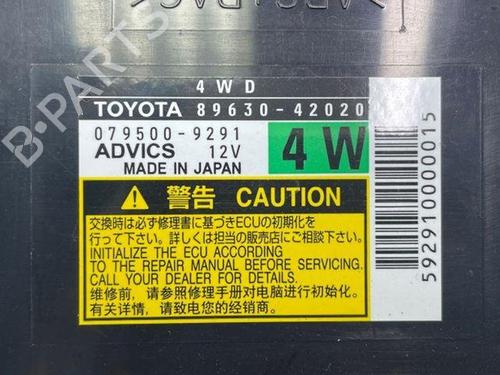 4WD
TOYOTA 89630-42020
079500-9291
ADVICS 12V
MADE IN JAPAN
4W
警告 CAUTION
交換時は必ず修理書に基づきECUの初期化を
行って下さい。詳しくは担当の販売店にご相談下さい。
INITIALIZE THE ECU ACCORDING
TO THE REPAIR MANUAL BEFORE SERVICING.
CALL YOUR DEALER FOR DETAILS.
维修前，请参照修理手册对电脑进行初始化。
有关详情，请致电您的经销商。
592910000015
B-PARTS
B-PARTS